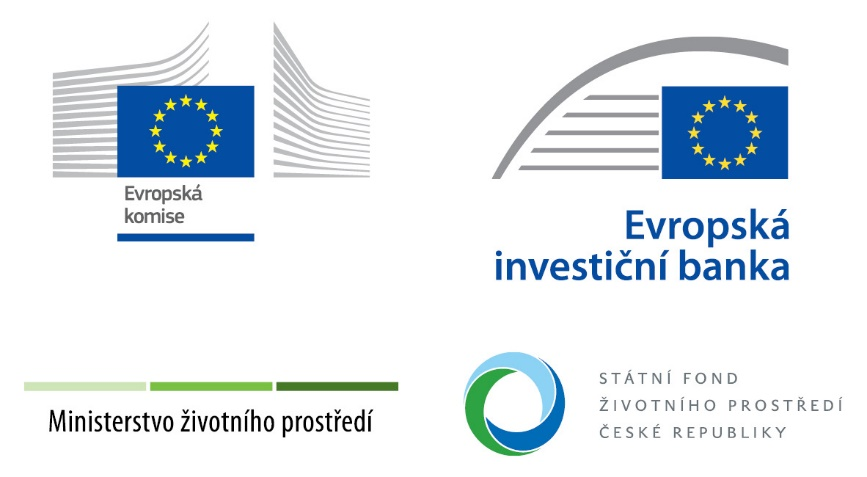 Evropská
komise
Evropská
investiční banka
Ministerstvo životního prostředí
STÁTNÍ FOND
ŽIVOTNÍHO PROSTŘEDÍ
ČESKÉ REPUBLIKY